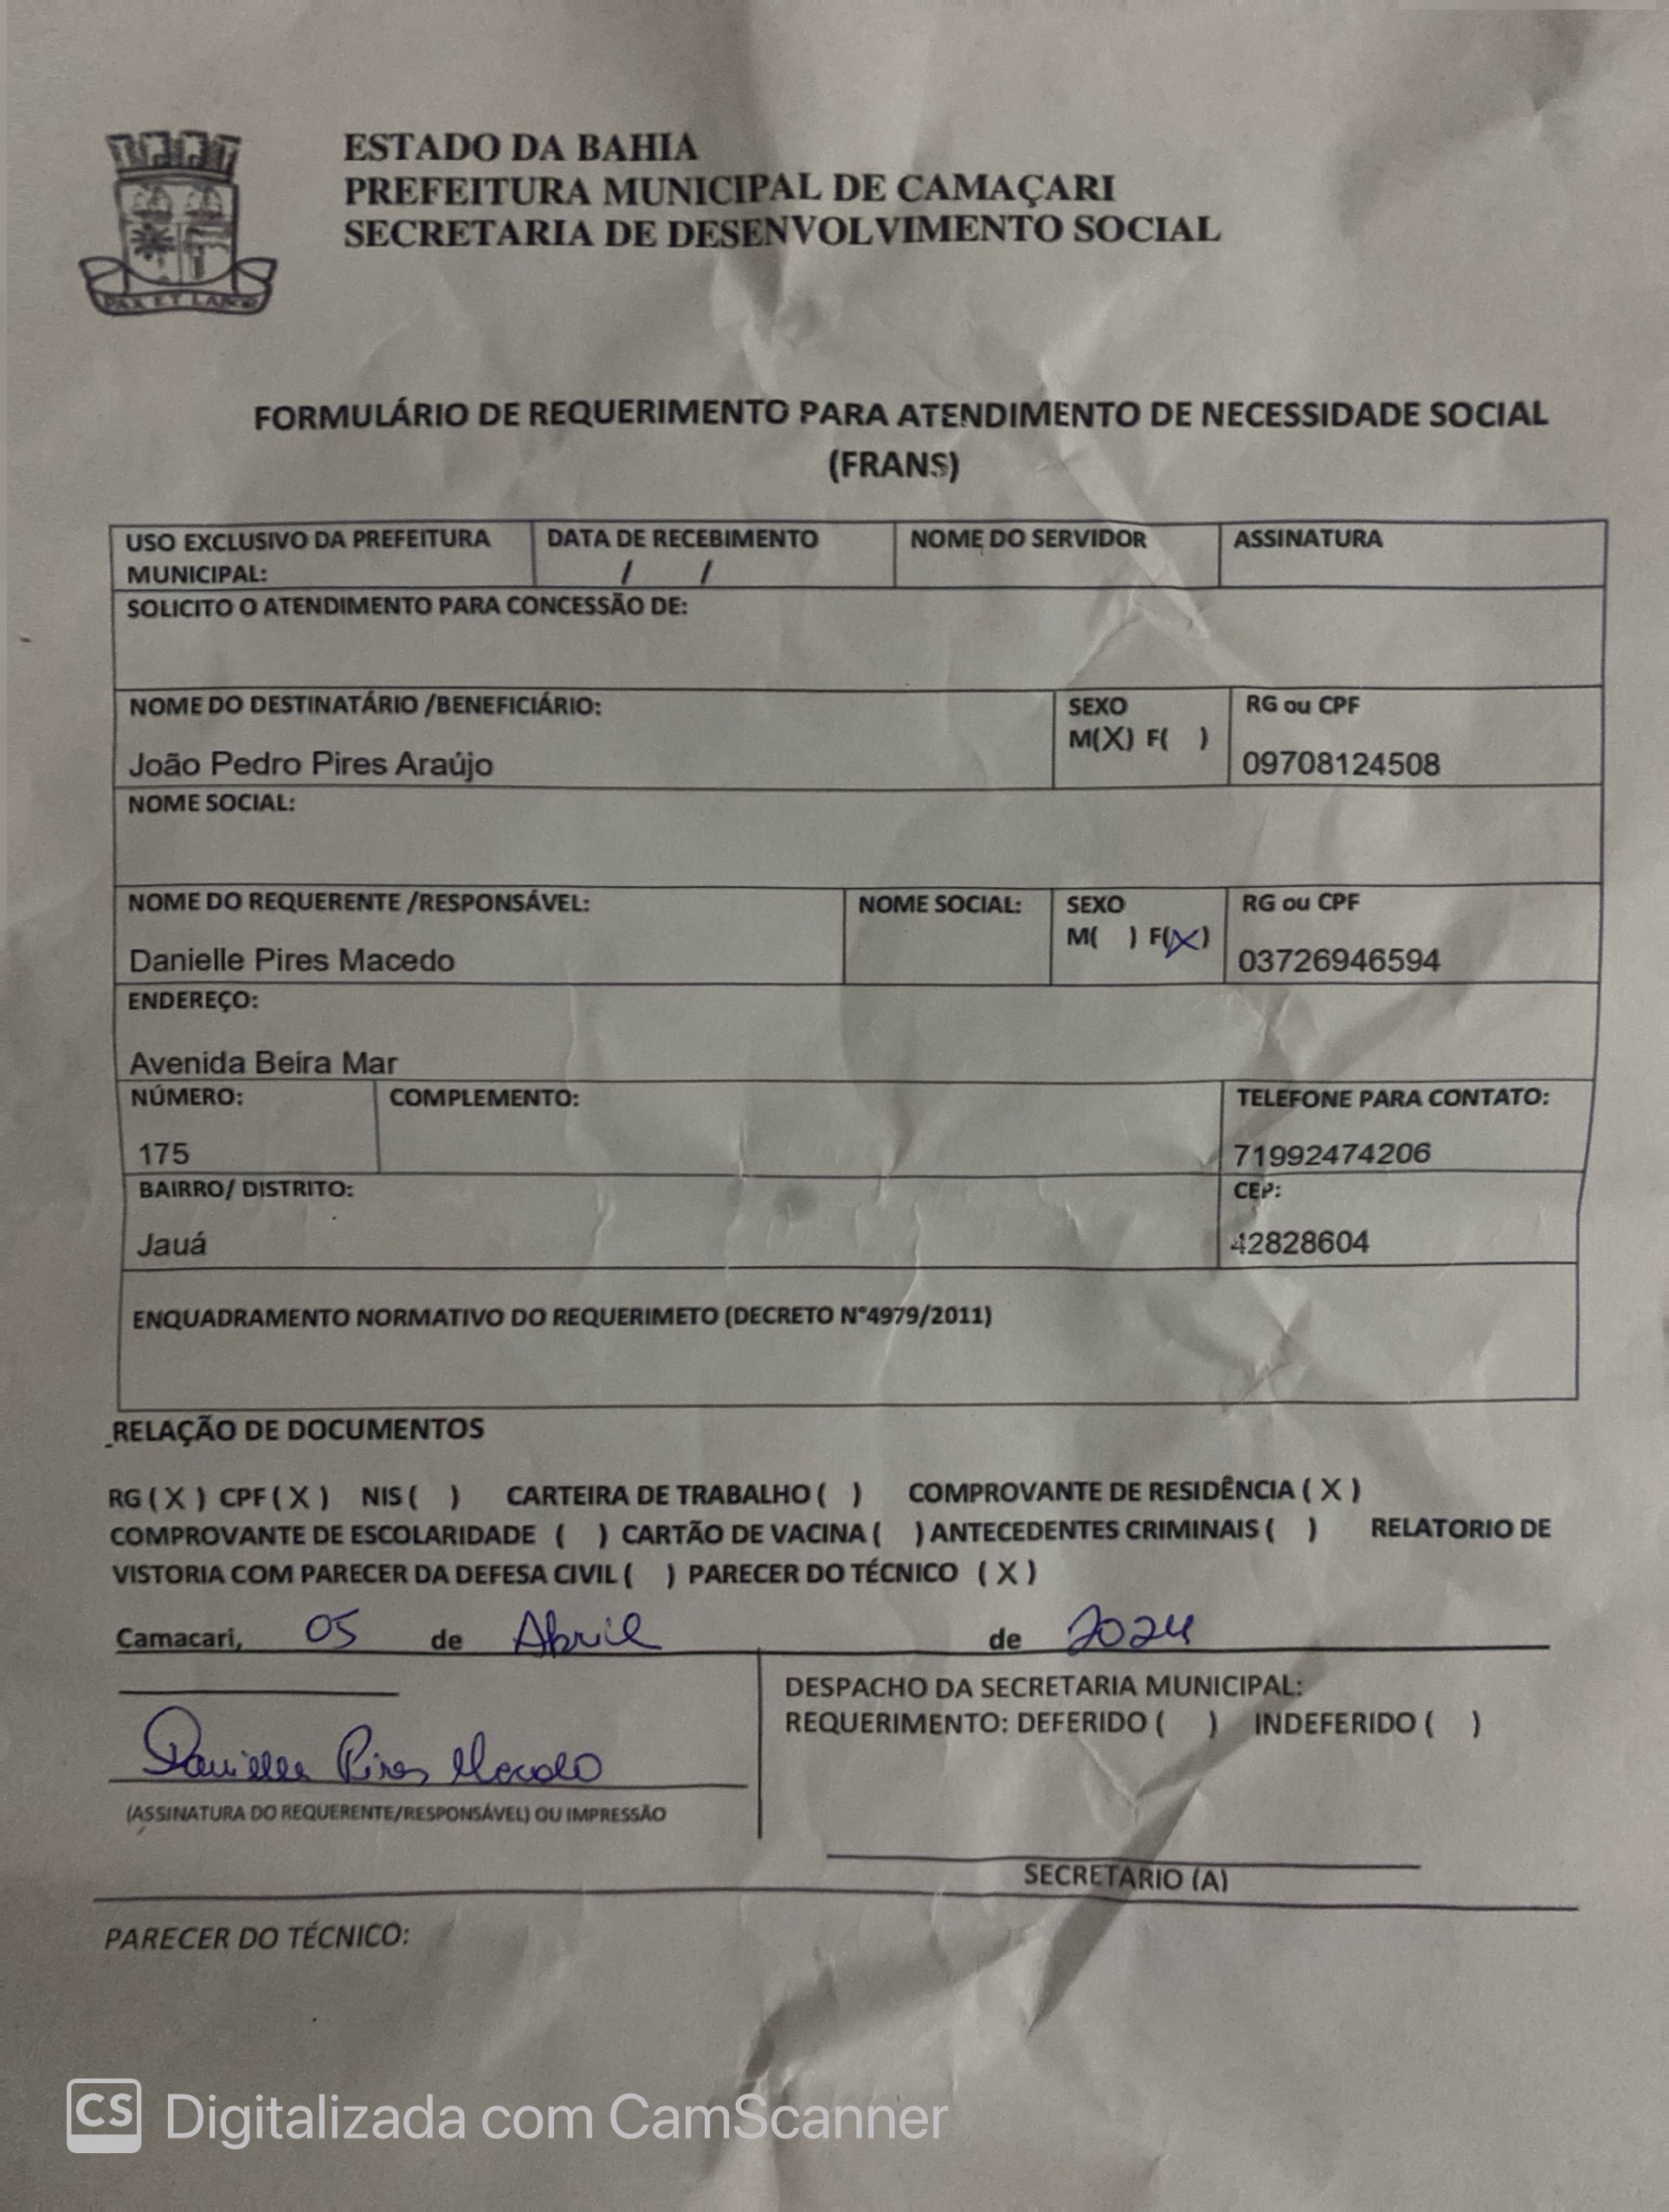 ESTADO DA BAHIA
PREFEITURA MUNICIPAL DE CAMAÇARI
SECRETARIA DE DESENVOLVIMENTO SOCIAL
PAX ET LABOR
FORMULÁRIO DE REQUERIMENTO PARA ATENDIMENTO DE NECESSIDADE SOCIAL
(FRANS)
USO EXCLUSIVO DA PREFEITURA MUNICIPAL:
DATA DE RECEBIMENTO / /
NOME DO SERVIDOR
ASSINATURA
SOLICITO O ATENDIMENTO PARA CONCESSÃO DE:
NOME DO DESTINATÁRIO /BENEFICIÁRIO:
João Pedro Pires Araújo
SEXO
M(X) F( )
RG ou CPF
09708124508
NOME SOCIAL:
NOME DO REQUERENTE /RESPONSÁVEL:
Danielle Pires Macedo
NOME SOCIAL:
SEXO
M( ) F(X)
RG ou CPF
03726946594
ENDEREÇO:
Avenida Beira Mar
NÚMERO:
175
COMPLEMENTO:
TELEFONE PARA CONTATO:
71992474206
BAIRRO/ DISTRITO:
Jauá
CEP:
42828604
ENQUADRAMENTO NORMATIVO DO REQUERIMETO (DECRETO N°4979/2011)
RELAÇÃO DE DOCUMENTOS
RG ( X ) CPF ( X ) NIS ( ) CARTEIRA DE TRABALHO ( ) COMPROVANTE DE RESIDÊNCIA ( X )
COMPROVANTE DE ESCOLARIDADE ( ) CARTÃO DE VACINA ( ) ANTECEDENTES CRIMINAIS ( ) RELATORIO DE
VISTORIA COM PARECER DA DEFESA CIVIL ( ) PARECER DO TÉCNICO ( X )
Camacari, 05 de Abril de 2024
DESPACHO DA SECRETARIA MUNICIPAL:
REQUERIMENTO: DEFERIDO ( ) INDEFERIDO ( )
Danielle Pires Macedo
(ASSINATURA DO REQUERENTE/RESPONSÁVEL) OU IMPRESSÃO
SECRETARIO (A)
PARECER DO TÉCNICO:
CS Digitalizada com CamScanner